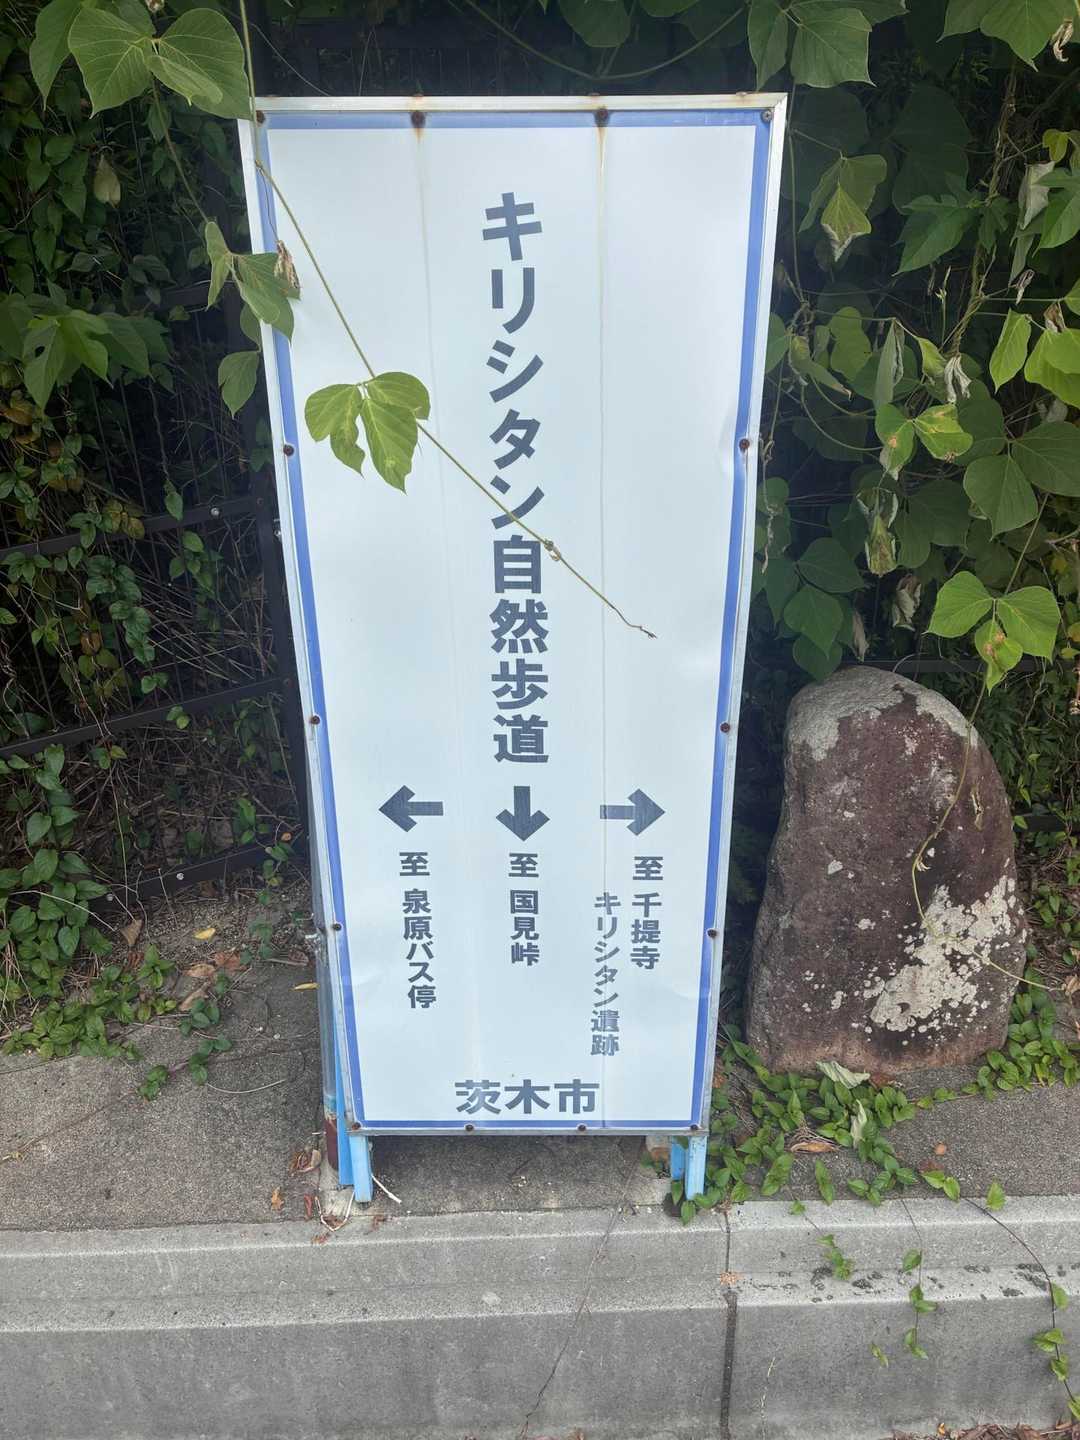 キリシタン自然歩道
→
至 千提寺
キリシタン遺跡
↓
至 国見峠
←
至 泉原バス停
茨木市